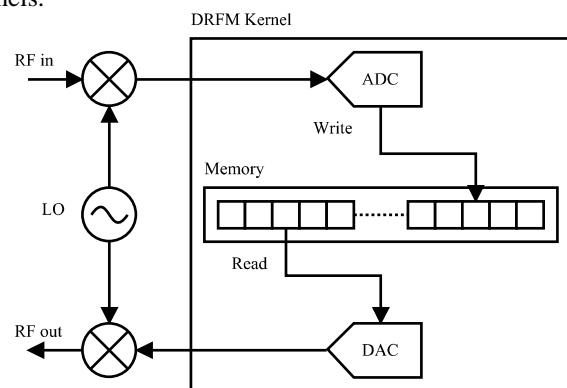 DRFM Kernel
RF in
ADC
Write
Memory
LO
Read
RF out
DAC